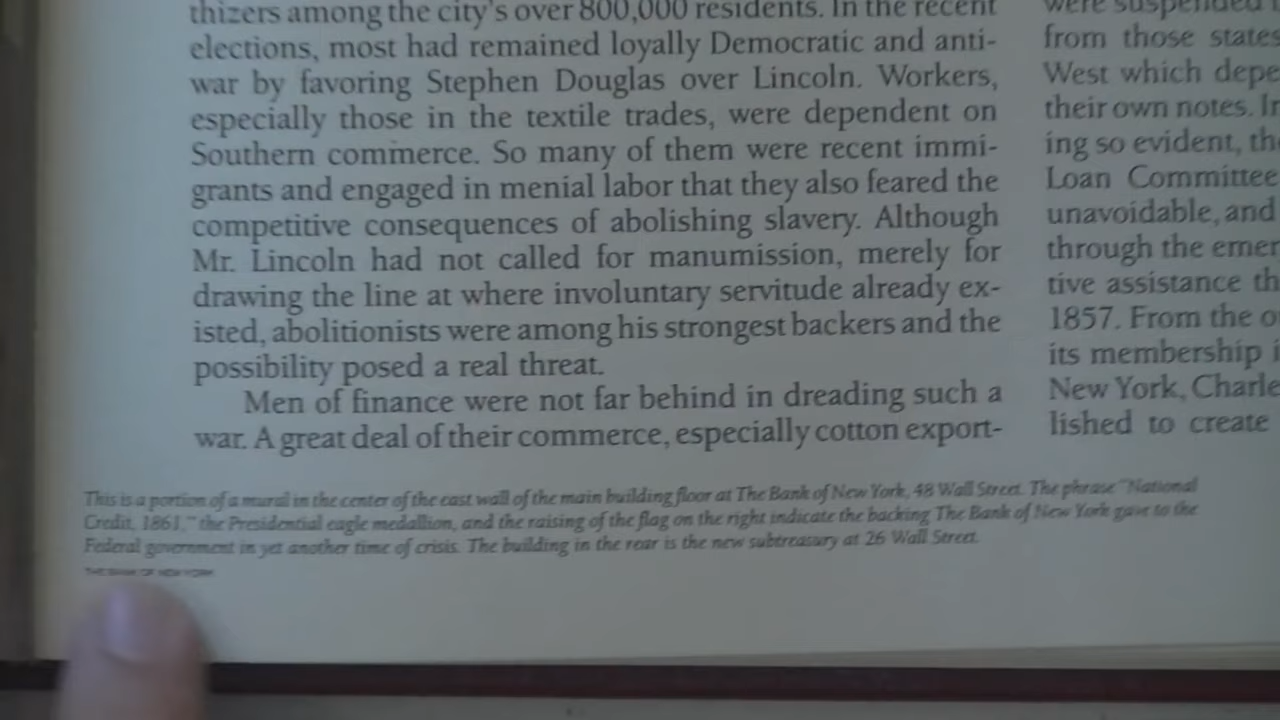 thizers among the city's over 800,000 residents. In the recent
elections, most had remained loyally Democratic and anti-
war by favoring Stephen Douglas over Lincoln. Workers,
especially those in the textile trades, were dependent on
Southern commerce. So many of them were recent immi-
grants and engaged in menial labor that they also feared the
competitive consequences of abolishing slavery. Although
Mr. Lincoln had not called for manumission, merely for
drawing the line at where involuntary servitude already ex-
isted, abolitionists were among his strongest backers and the
possibility posed a real threat.
Men of finance were not far behind in dreading such a
war. A great deal of their commerce, especially cotton export-
were suspended
from those states
West which depe
their own notes. In
ing so evident, the
Loan Committee
unavoidable, and
through the emer
tive assistance th
1857. From the o
its membership i
New York, Charle
lished to create
This is a portion of a mural in the center of the east wall of the main building floor at The Bank of New York, 48 Wall Street. The phrase "National
Credit, 1861," the Presidential eagle medallion, and the raising of the flag on the right indicate the backing The Bank of New York gave to the
Federal government in yet another time of crisis. The building in the rear is the new subtreasury at 26 Wall Street.
THE BANK OF NEW YORK